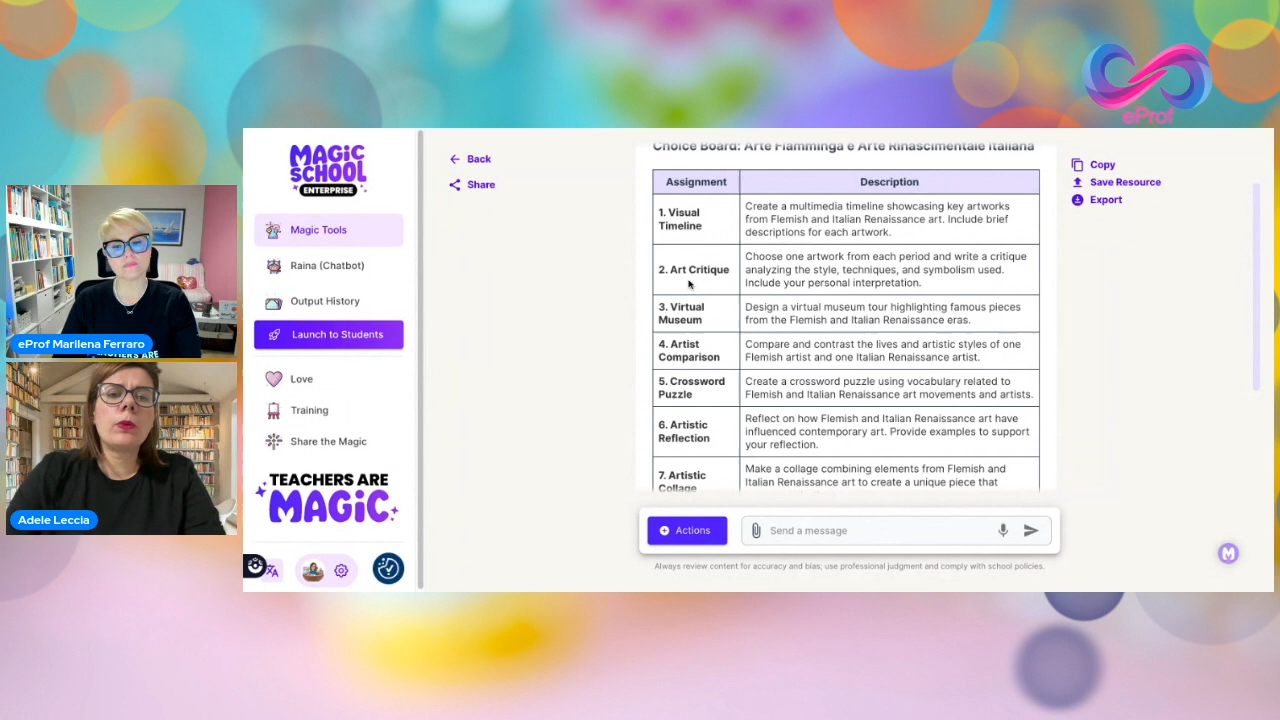 eProf
MAGIC
SCHOOL
ENTERPRISE
Magic Tools
Raina (Chatbot)
Output History
Launch to Students
Love
Training
Share the Magic
TEACHERS ARE
MAGIC
Back
Share
Choice Board: Arte Fiamminga e Arte Rinascimentale Italiana
Assignment Description
1. Visual Timeline
Create a multimedia timeline showcasing key artworks
from Flemish and Italian Renaissance art. Include brief
descriptions for each artwork.
2. Art Critique
Choose one artwork from each period and write a critique
analyzing the style, techniques, and symbolism used.
Include your personal interpretation.
3. Virtual
Museum
Design a virtual museum tour highlighting famous pieces
from the Flemish and Italian Renaissance eras.
4. Artist
Comparison
Compare and contrast the lives and artistic styles of one
Flemish artist and one Italian Renaissance artist.
5. Crossword
Puzzle
Create a crossword puzzle using vocabulary related to
Flemish and Italian Renaissance art movements and artists.
6. Artistic
Reflection
Reflect on how Flemish and Italian Renaissance art have
influenced contemporary art. Provide examples to support
your reflection.
7. Artistic
Collage
Make a collage combining elements from Flemish and
Italian Renaissance art to create a unique piece that
Actions
Send a message
Always review content for accuracy and bias; use professional judgment and comply with school policies.
Copy
Save Resource
Export
eProf Marilena Ferraro
TEACHERS ARE
Adele Leccia